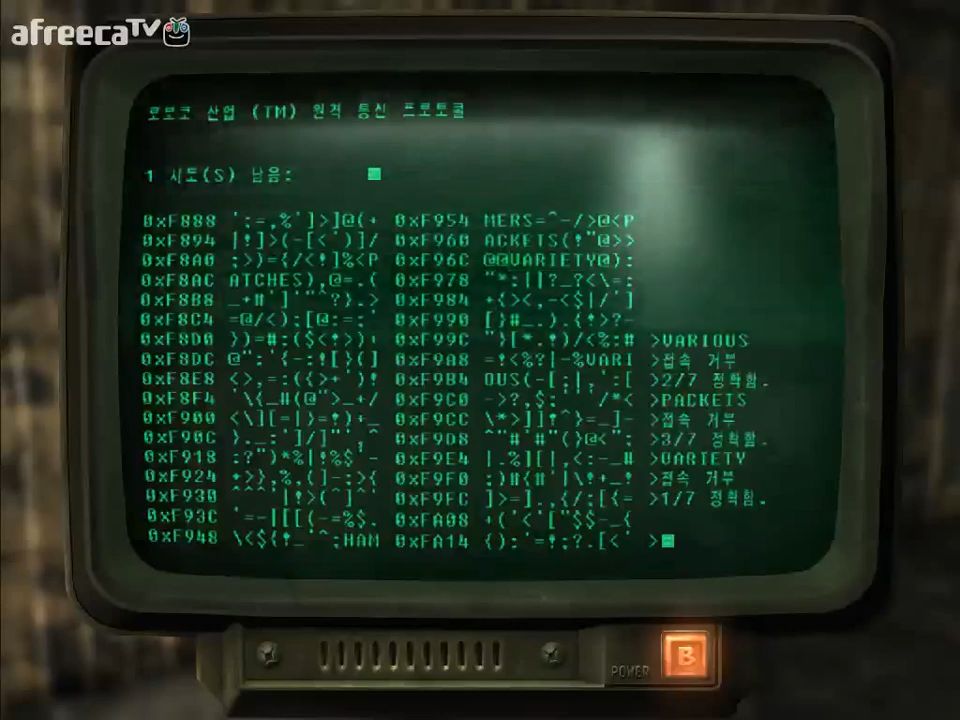 afreecaTV
로보코 산업 (TM) 원격 통신 프로토콜
1 시도(S) 남음:
0xF888 ':=,%']>]@(+ 0xF954 MERS=^-/>@<P
0xF894 |!]>(-[<')]/ 0xF960 ACKETS(!"@>>
0xF8A0 ;>)={/<!]%<P 0xF96C @@VARIETY@):
0xF8AC ATCHES),@=.( 0xF978 "*:||?_?<\=:
0xF8B8 _+#']'"^?}.> 0xF984 +{><,-<$|/']
0xF8C4 =@/<):[@:=:' 0xF990 [}#_.).{!>?-
0xF8D0 })=#:($<!>)+ 0xF99C "}[*.!)/<%:# >VARIOUS
0xF8DC @":'{-:![}(] 0xF9A8 =!<%?|-%VARI >접속 거부
0xF8E8 <>,=:({>+')! 0xF9B4 OUS(-[;|,':[ >2/7 정확함.
0xF8F4 '\{_#(@">_+/ 0xF9C0 ->?,$:''/*< >PACKETS
0xF900 <\][=|}=!)+_ 0xF9CC \*>]]!^}=_]- >접속 거부
0xF90C )._:']/]"',^ 0xF9D8 ^"#'#"(}@<": >3/7 정확함.
0xF918 :?")*%|!%$'- 0xF9E4 |.%][|,<:-_# >VARIETY
0xF924 +>}},%,(]-:>{ 0xF9F0 :)#{#'|\!+_! >접속 거부
0xF930 ^^^'|!>(^]^' 0xF9FC ]>=].,{/:[{= >1/7 정확함.
0xF93C '=-|[[(-=%$. 0xFA08 +('<'["$$-_{
0xF948 \<${!_'^;HAM 0xFA14 {):'=!;?.[<' >
POWER
B